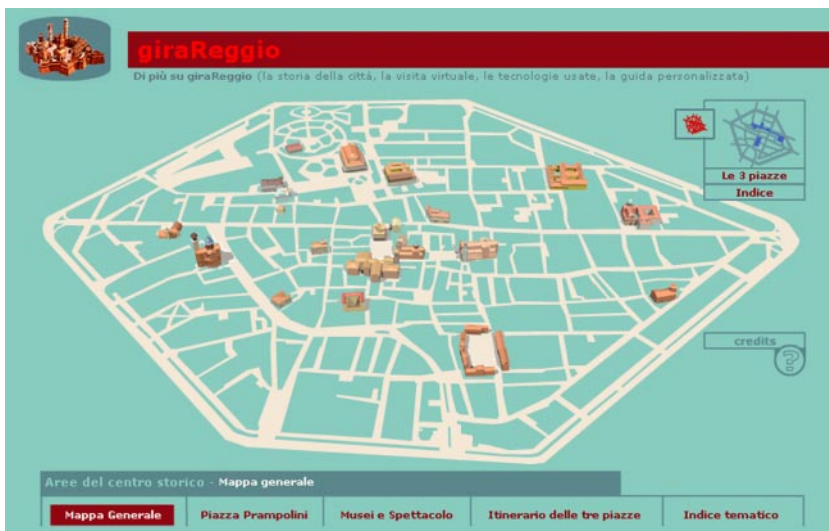 giraReggio
Di più su giraReggio (la storia della città, la visita virtuale, le tecnologie usate, la guida personalizzata)
Le 3 piazze
Indice
credits
?
Aree del centro storico - Mappa generale
Mappa Generale
Piazza Prampolini
Musei e Spettacolo
Itinerario delle tre piazze
Indice tematico